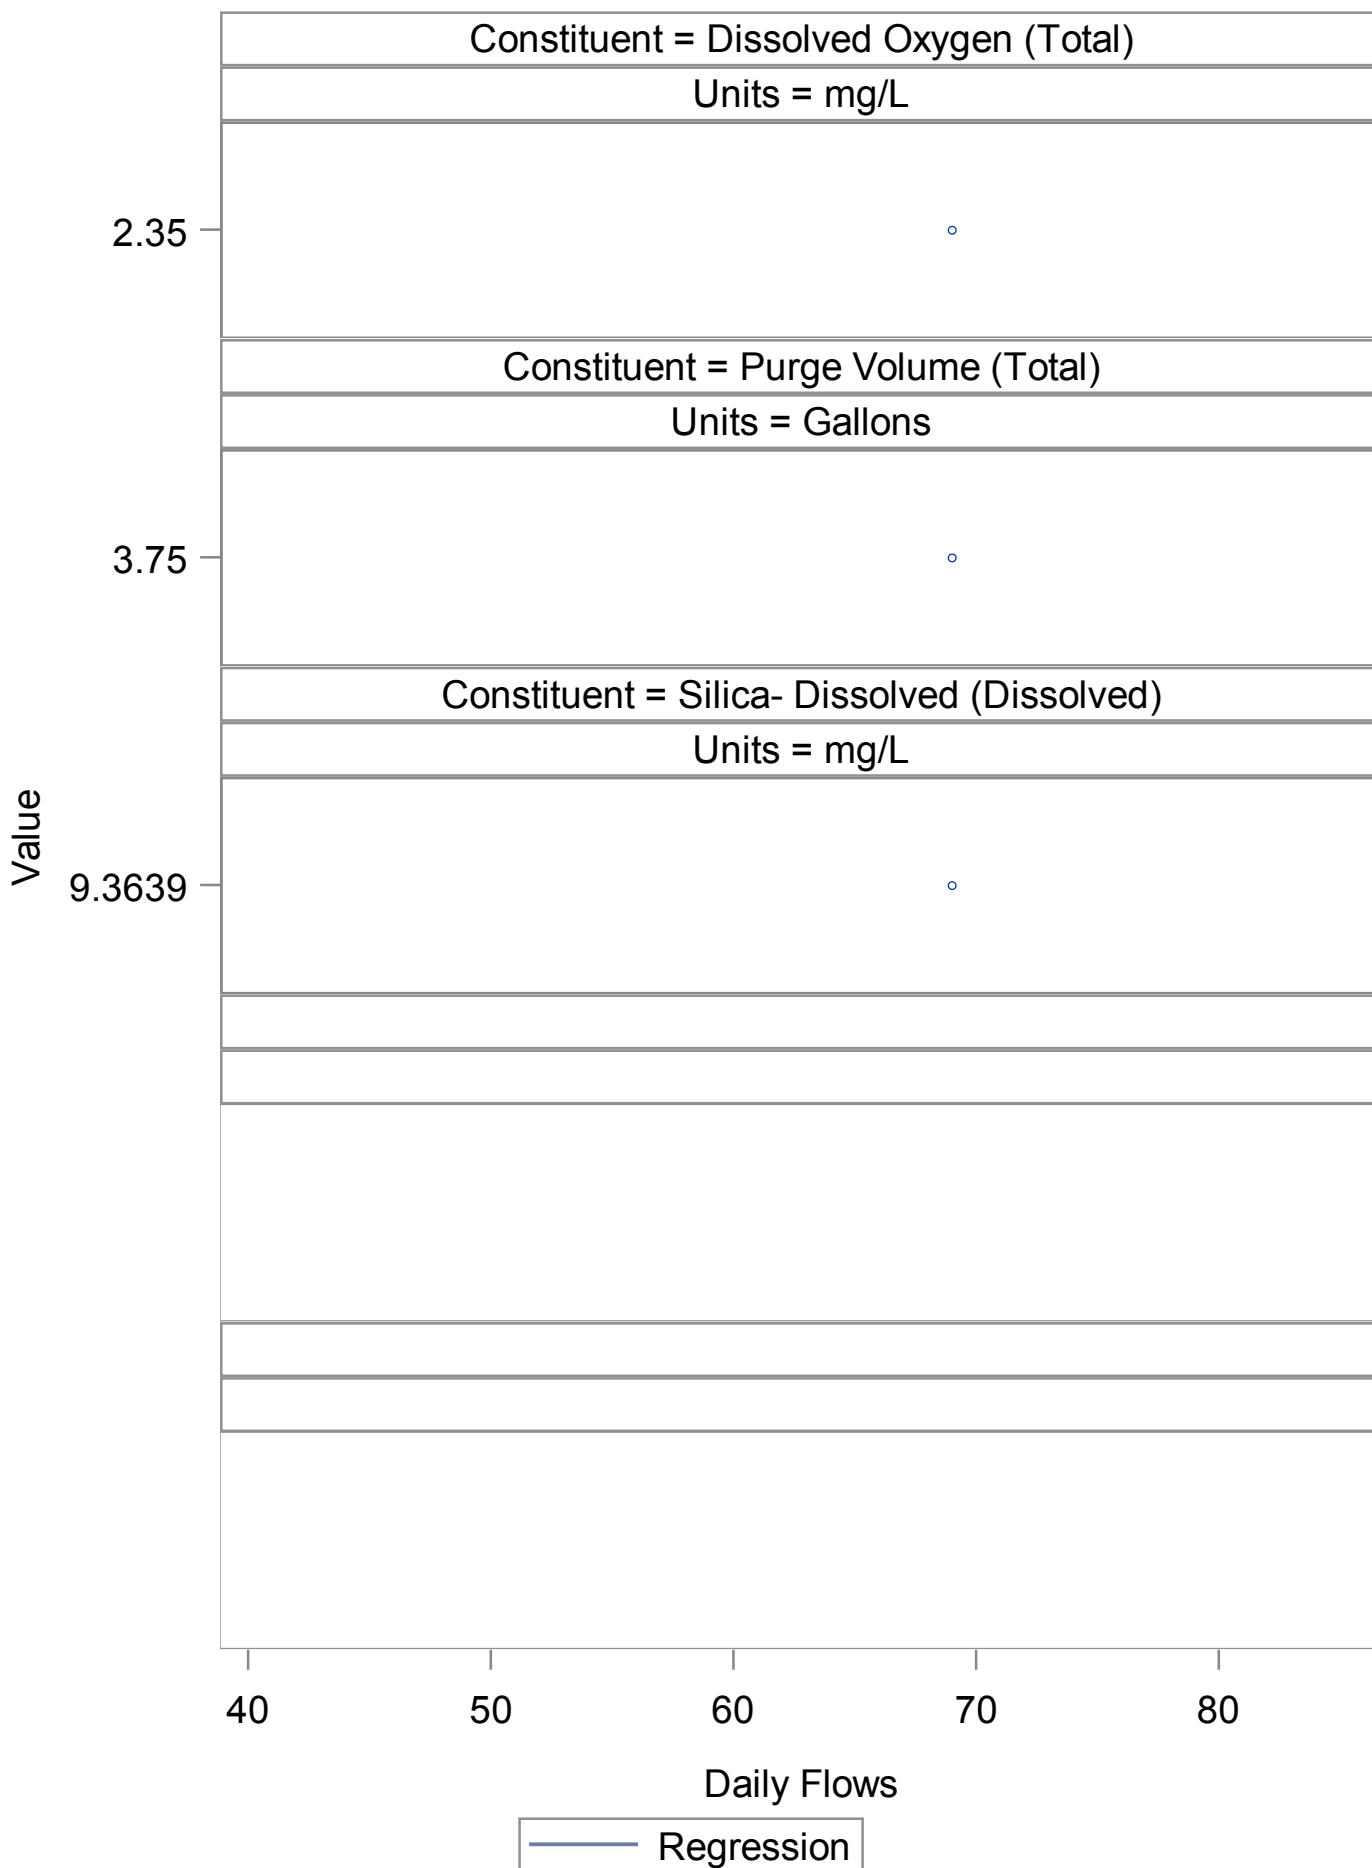 Constituent = Dissolved Oxygen (Total)
Units = mg/L
2.35
Constituent = Purge Volume (Total)
Units = Gallons
3.75
Constituent = Silica- Dissolved (Dissolved)
Units = mg/L
Value
9.3639
40 50 60 70 80
Daily Flows
Regression